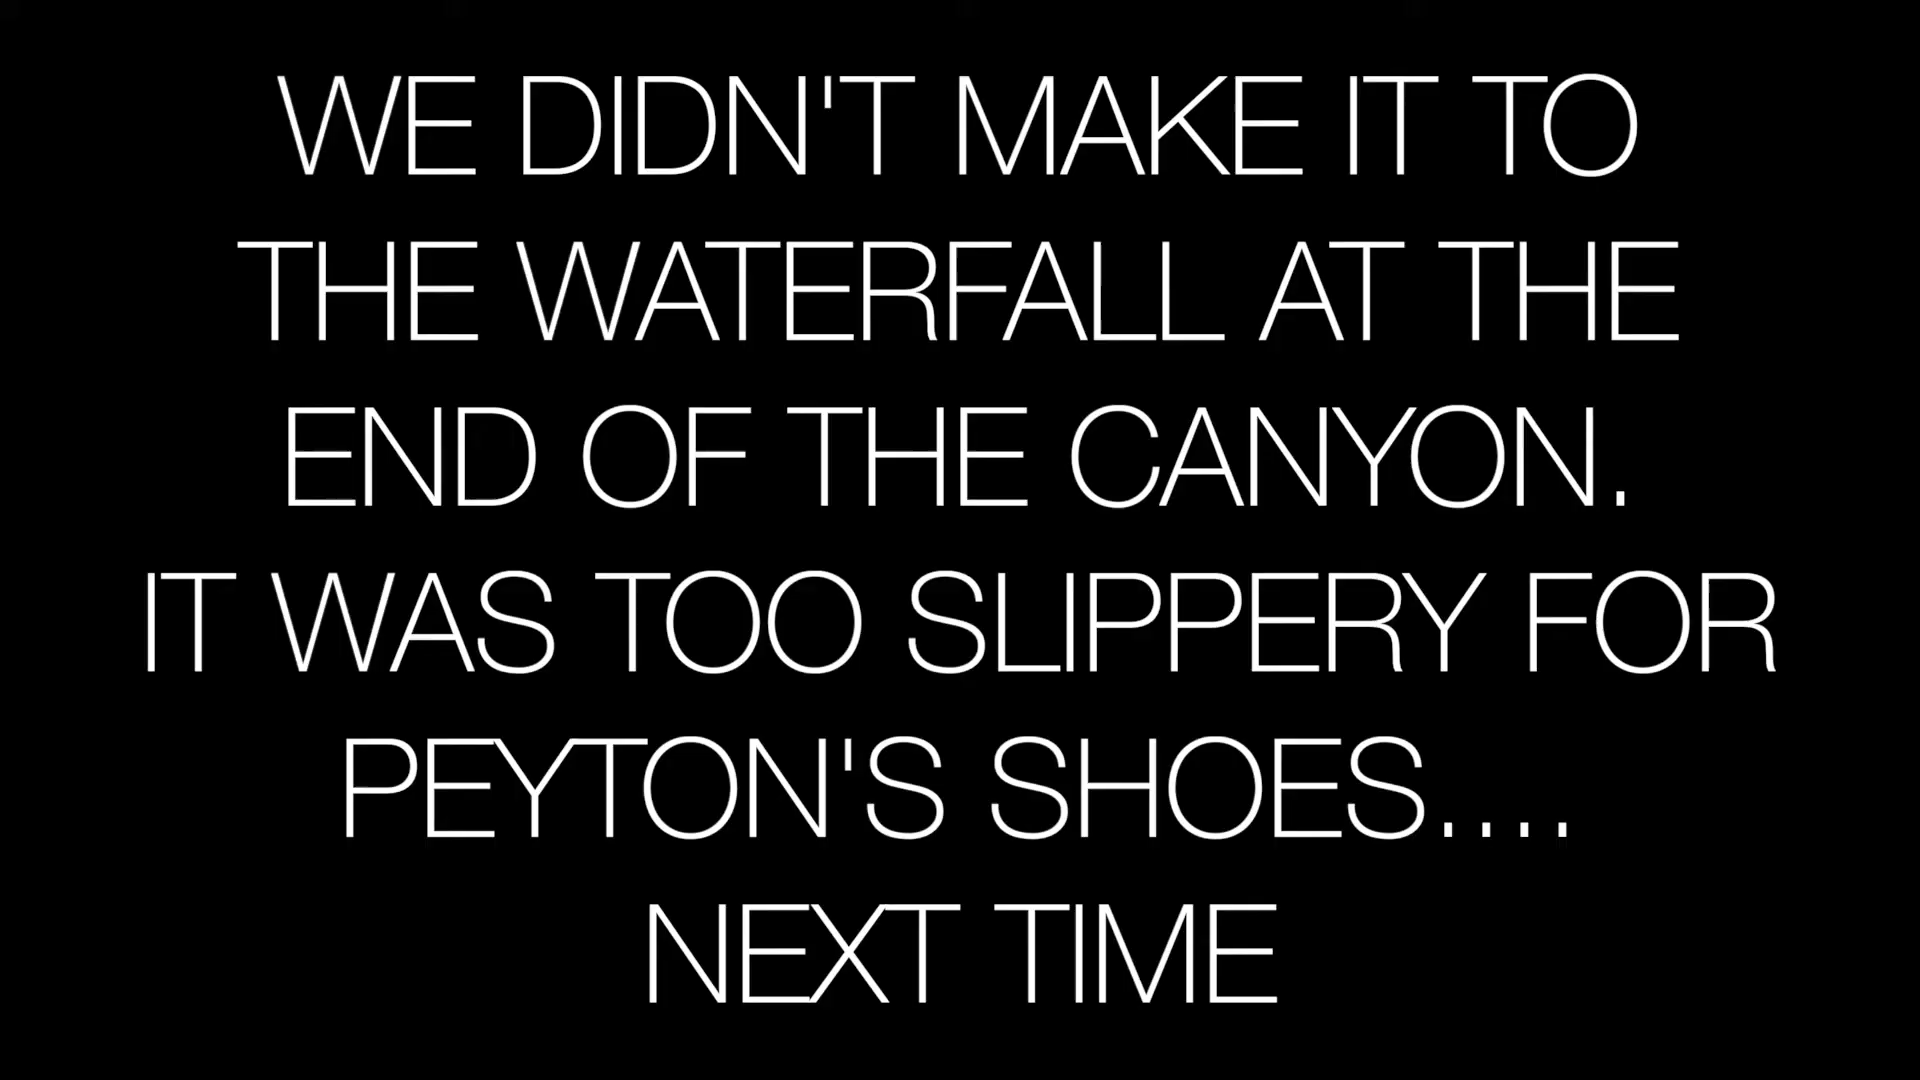 WE DIDN'T MAKE IT TO
THE WATERFALL AT THE
END OF THE CANYON.
IT WAS TOO SLIPPERY FOR
PEYTON'S SHOES....
NEXT TIME